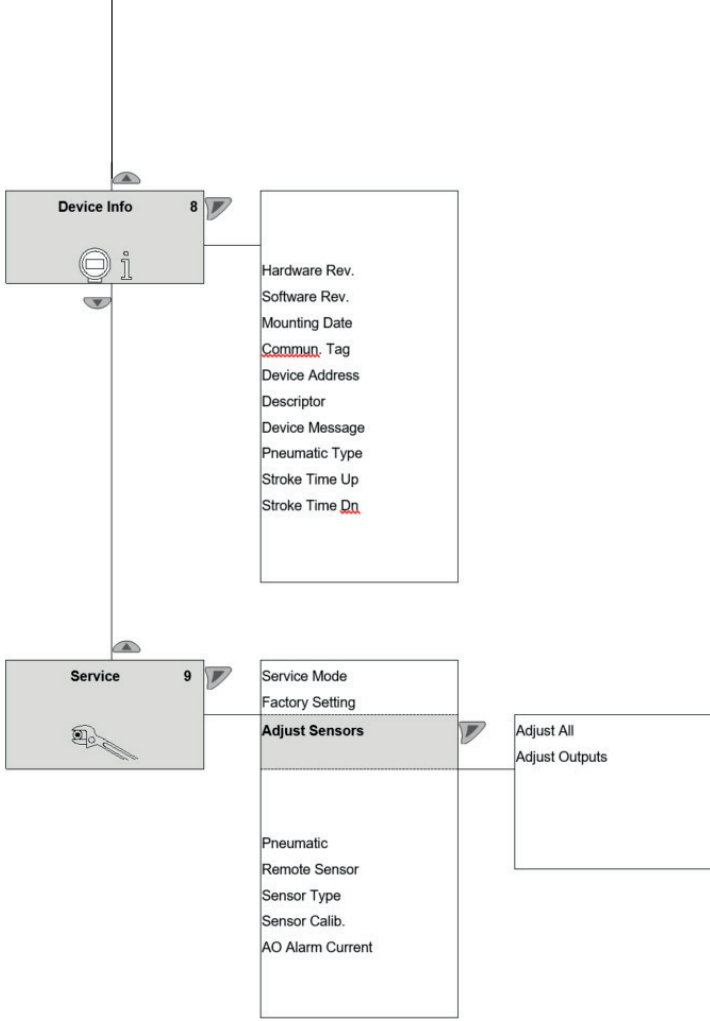 Device Info 8
i
Hardware Rev.
Software Rev.
Mounting Date
Commun. Tag
Device Address
Descriptor
Device Message
Pneumatic Type
Stroke Time Up
Stroke Time Dn
Service 9
Service Mode
Factory Setting
Adjust Sensors
Adjust All
Adjust Outputs
Pneumatic
Remote Sensor
Sensor Type
Sensor Calib.
AO Alarm Current